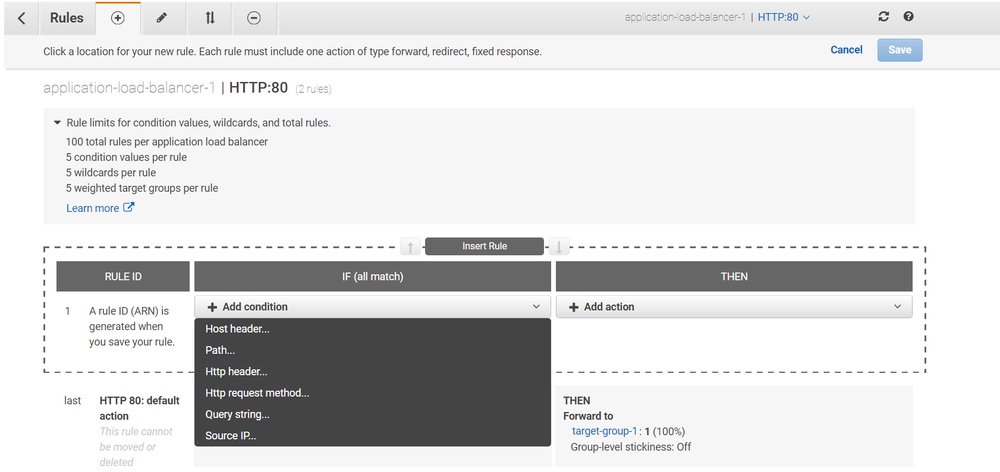 Rules
application-load-balancer-1 | HTTP:80
Click a location for your new rule. Each rule must include one action of type forward, redirect, fixed response.
Cancel
Save
application-load-balancer-1 | HTTP:80 (2 rules)
Rule limits for condition values, wildcards, and total rules.
100 total rules per application load balancer
5 condition values per rule
5 wildcards per rule
5 weighted target groups per rule
Learn more
Insert Rule
RULE ID
IF (all match)
THEN
1
A rule ID (ARN) is
generated when
you save your rule.
Add condition
Host header...
Path...
Http header...
Http request method...
Query string...
Source IP...
Add action
last
HTTP 80: default
action
This rule cannot
be moved or
deleted
THEN
Forward to
target-group-1 : 1 (100%)
Group-level stickiness: Off